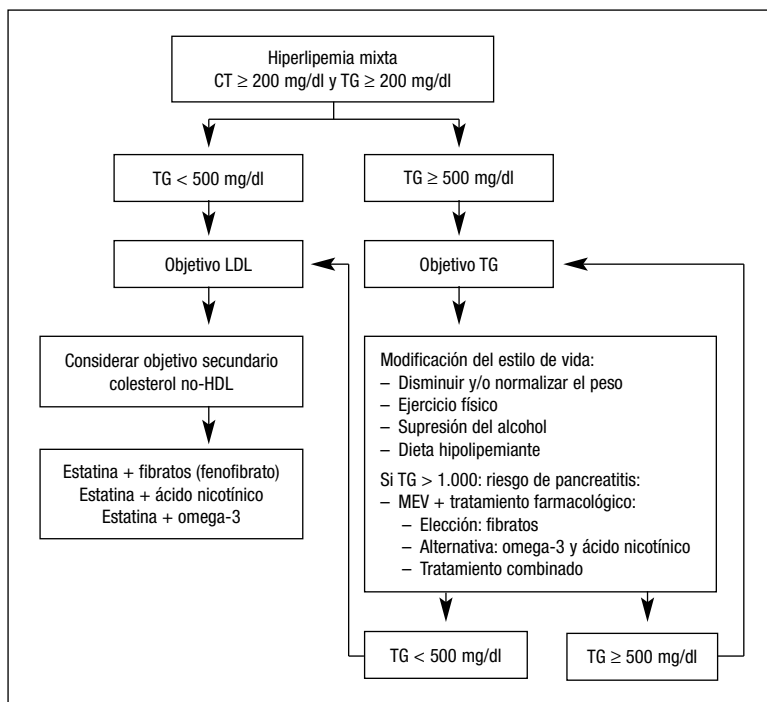 Hiperlipemia mixta
CT ≥ 200 mg/dl y TG ≥ 200 mg/dl
TG < 500 mg/dl
TG ≥ 500 mg/dl
Objetivo LDL
Objetivo TG
Considerar objetivo secundario
colesterol no-HDL
Estatina + fibratos (fenofibrato)
Estatina + ácido nicotínico
Estatina + omega-3
Modificación del estilo de vida:
– Disminuir y/o normalizar el peso
– Ejercicio físico
– Supresión del alcohol
– Dieta hipolipemiante
Si TG > 1.000: riesgo de pancreatitis:
– MEV + tratamiento farmacológico:
– Elección: fibratos
– Alternativa: omega-3 y ácido nicotínico
– Tratamiento combinado
TG < 500 mg/dl
TG ≥ 500 mg/dl